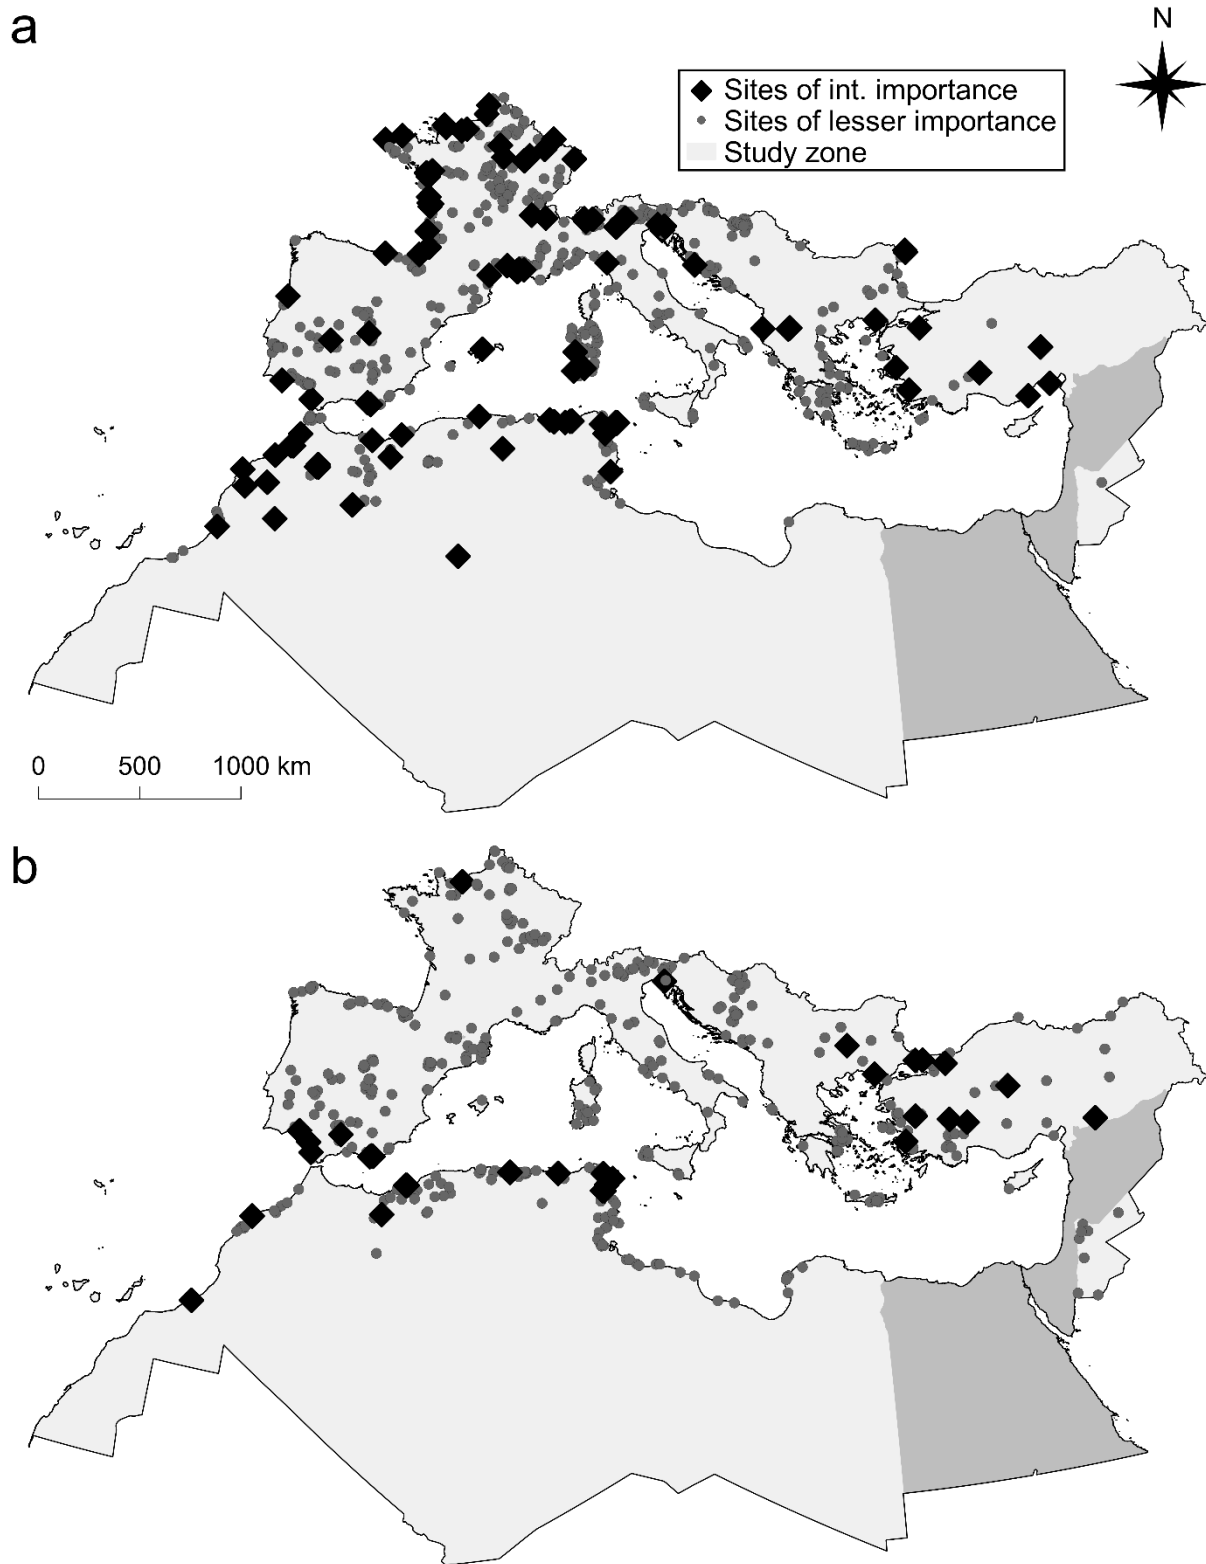 a
N
Sites of int. importance
Sites of lesser importance
Study zone
0 500 1000 km
b